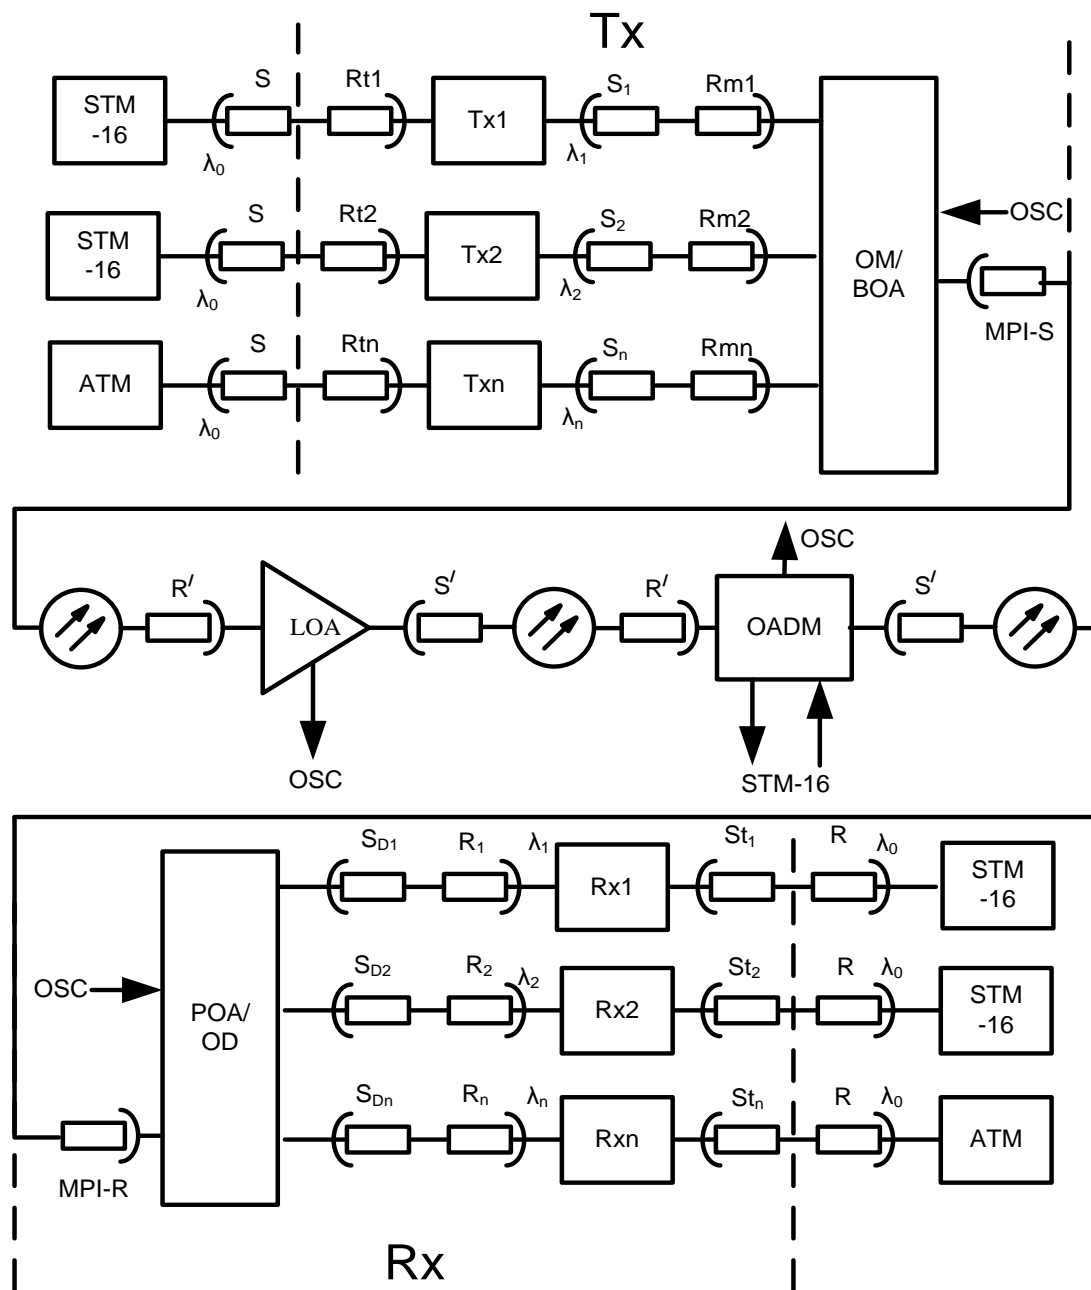 Tx
STM
-16
S
λ0
Rt1
Tx1
S1
λ1
Rm1
STM
-16
S
λ0
Rt2
Tx2
S2
λ2
Rm2
ATM
S
λ0
Rtn
Txn
Sn
λn
Rmn
OM/
BOA
OSC
MPI-S
R′
LOA
OSC
S′
R′
OSC
OADM
STM-16
S′
OSC
POA/
OD
MPI-R
SD1
R1
λ1
Rx1
St1
R
λ0
STM
-16
SD2
R2
λ2
Rx2
St2
R
λ0
STM
-16
SDn
Rn
λn
Rxn
Stn
R
λ0
ATM
Rx